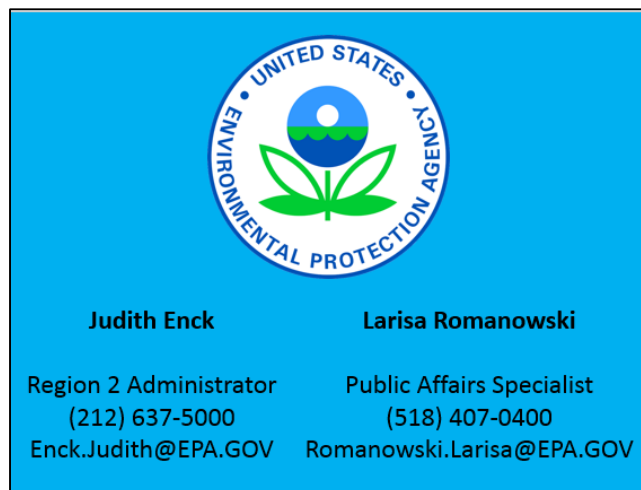 UNITED STATES
ENVIRONMENTAL PROTECTION AGENCY
Judith Enck
Region 2 Administrator
(212) 637-5000
Enck.Judith@EPA.GOV
Larisa Romanowski
Public Affairs Specialist
(518) 407-0400
Romanowski.Larisa@EPA.GOV